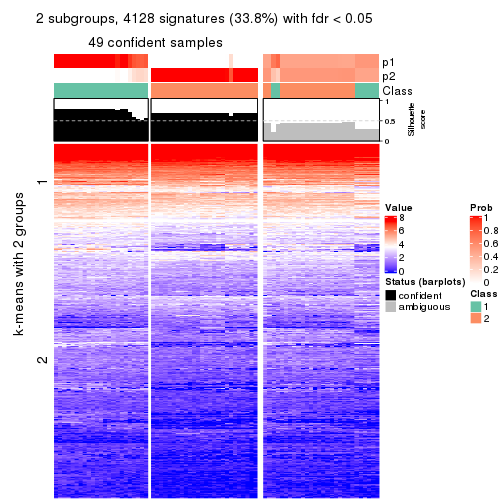 2 subgroups, 4128 signatures (33.8%) with fdr < 0.05
49 confident samples
p1
p2
Class
1
0.5
0
Silhouette
score
k-means with 2 groups
1
2
Value
8
6
4
2
0
Status (barplots)
confident
ambiguous
Prob
1
0.8
0.6
0.4
0.2
0
Class
1
2